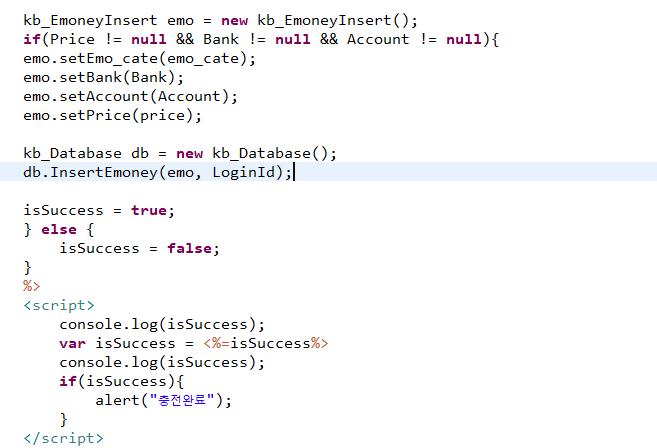 kb_EmoneyInsert emo = new kb_EmoneyInsert();
if(Price != null && Bank != null && Account != null){
emo.setEmo_cate(emo_cate);
emo.setBank(Bank);
emo.setAccount(Account);
emo.setPrice(price);
kb_Database db = new kb_Database();
db.InsertEmoney(emo, LoginId);
isSuccess = true;
} else {
isSuccess = false;
}
%>
<script>
console.log(isSuccess);
var isSuccess = <%=isSuccess%>
console.log(isSuccess);
if(isSuccess){
alert("충전완료");
}
</script>